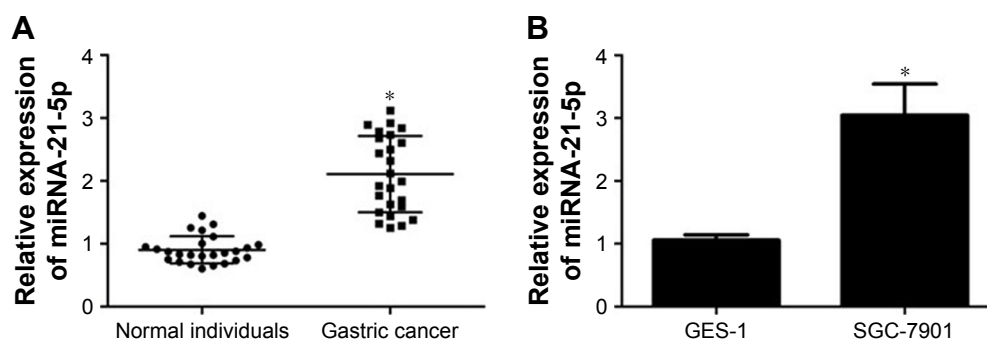 A
Relative expression
of miRNA-21-5p
4
3
2
1
0
*
Normal individuals
Gastric cancer
B
Relative expression
of miRNA-21-5p
4
3
2
1
0
*
GES-1
SGC-7901